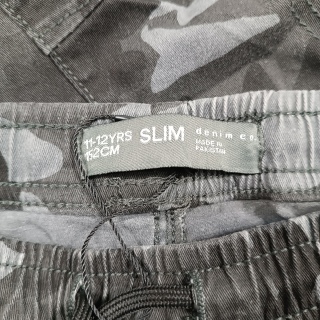 11-12YRS
152CM
SLIM
denim co.
MADE IN
PAKISTAN